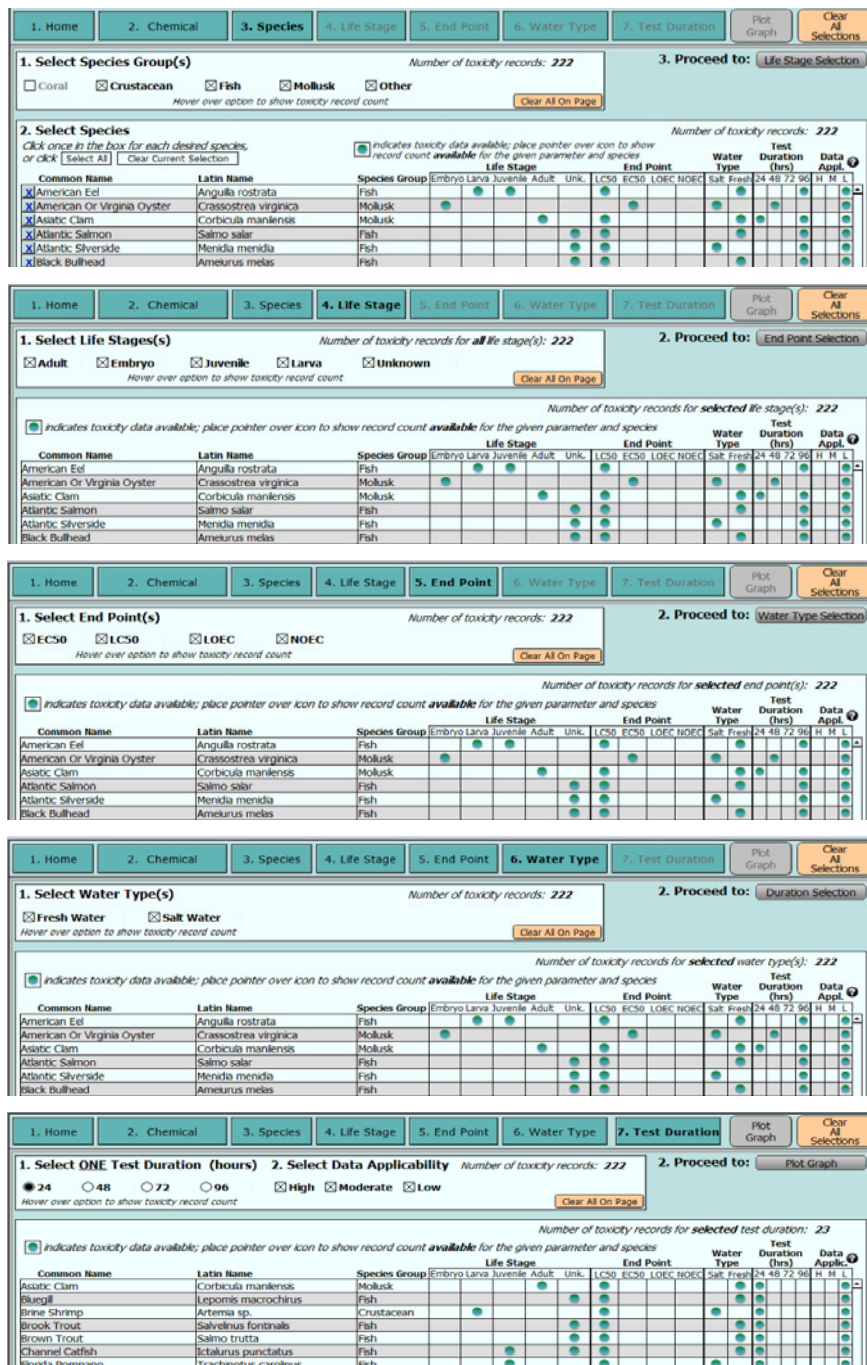 1. Home 2. Chemical 3. Species 4. Life Stage 5. End Point 6. Water Type 7. Test Duration Plot Graph Clear All Selections
1. Select Species Group(s) Number of toxicity records: 222 3. Proceed to: Life Stage Selection
Coral Crustacean Fish Mollusk Other
Hover over option to show toxicity record count Clear All On Page
2. Select Species Number of toxicity records: 222
Click once in the box for each desired species, indicates toxicity data available; place pointer over icon to show
or click Select All Clear Current Selection record count available for the given parameter and species
Life Stage End Point Water Type Test Duration (hrs) Data Appl.
Common Name Latin Name Species Group Embryo Larva Juvenile Adult Unk. LC50 EC50 LOEC NOEC Salt Fresh 24 48 72 96 H M L
X American Eel Anguilla rostrata Fish
X American Or Virginia Oyster Crassostrea virginica Mollusk
X Asiatic Clam Corbicula manilensis Mollusk
X Atlantic Salmon Salmo salar Fish
X Atlantic Silverside Menidia menidia Fish
X Black Bullhead Ameiurus melas Fish
1. Home 2. Chemical 3. Species 4. Life Stage 5. End Point 6. Water Type 7. Test Duration Plot Graph Clear All Selections
1. Select Life Stages(s) Number of toxicity records for all life stage(s): 222 2. Proceed to: End Point Selection
Adult Embryo Juvenile Larva Unknown
Hover over option to show toxicity record count Clear All On Page
Number of toxicity records for selected life stage(s): 222
indicates toxicity data available; place pointer over icon to show record count available for the given parameter and species
Life Stage End Point Water Type Test Duration (hrs) Data Appl. ?
Common Name Latin Name Species Group Embryo Larva Juvenile Adult Unk. LC50 EC50 LOEC NOEC Salt Fresh 24 48 72 96 H M L
American Eel Anguilla rostrata Fish
American Or Virginia Oyster Crassostrea virginica Mollusk
Asiatic Clam Corbicula manilensis Mollusk
Atlantic Salmon Salmo salar Fish
Atlantic Silverside Menidia menidia Fish
Black Bullhead Ameiurus melas Fish
1. Home 2. Chemical 3. Species 4. Life Stage 5. End Point 6. Water Type 7. Test Duration Plot Graph Clear All Selections
1. Select End Point(s) Number of toxicity records: 222 2. Proceed to: Water Type Selection
EC50 LC50 LOEC NOEC
Hover over option to show toxicity record count Clear All On Page
Number of toxicity records for selected end point(s): 222
indicates toxicity data available; place pointer over icon to show record count available for the given parameter and species
Life Stage End Point Water Type Test Duration (hrs) Data Appl. ?
Common Name Latin Name Species Group Embryo Larva Juvenile Adult Unk. LC50 EC50 LOEC NOEC Salt Fresh 24 48 72 96 H M L
American Eel Anguilla rostrata Fish
American Or Virginia Oyster Crassostrea virginica Mollusk
Asiatic Clam Corbicula manilensis Mollusk
Atlantic Salmon Salmo salar Fish
Atlantic Silverside Menidia menidia Fish
Black Bullhead Ameiurus melas Fish
1. Home 2. Chemical 3. Species 4. Life Stage 5. End Point 6. Water Type 7. Test Duration Plot Graph Clear All Selections
1. Select Water Type(s) Number of toxicity records: 222 2. Proceed to: Duration Selection
Fresh Water Salt Water
Hover over option to show toxicity record count Clear All On Page
Number of toxicity records for selected water type(s): 222
indicates toxicity data available; place pointer over icon to show record count available for the given parameter and species
Life Stage End Point Water Type Test Duration (hrs) Data Appl. ?
Common Name Latin Name Species Group Embryo Larva Juvenile Adult Unk. LC50 EC50 LOEC NOEC Salt Fresh 24 48 72 96 H M L
American Eel Anguilla rostrata Fish
American Or Virginia Oyster Crassostrea virginica Mollusk
Asiatic Clam Corbicula manilensis Mollusk
Atlantic Salmon Salmo salar Fish
Atlantic Silverside Menidia menidia Fish
Black Bullhead Ameiurus melas Fish
1. Home 2. Chemical 3. Species 4. Life Stage 5. End Point 6. Water Type 7. Test Duration Plot Graph Clear All Selections
1. Select ONE Test Duration (hours) 2. Select Data Applicability Number of toxicity records: 222 2. Proceed to: Plot Graph
24 48 72 96 High Moderate Low
Hover over option to show toxicity record count Clear All On Page
Number of toxicity records for selected test duration: 23
indicates toxicity data available; place pointer over icon to show record count available for the given parameter and species
Life Stage End Point Water Type Test Duration (hrs) Data Applic. ?
Common Name Latin Name Species Group Embryo Larva Juvenile Adult Unk. LC50 EC50 LOEC NOEC Salt Fresh 24 48 72 96 H M L
Asiatic Clam Corbicula manilensis Mollusk
Bluegill Lepomis macrochirus Fish
Brine Shrimp Artemia sp. Crustacean
Brook Trout Salvelinus fontinalis Fish
Brown Trout Salmo trutta Fish
Channel Catfish Ictalurus punctatus Fish
Florida Pompano Trachinotus carolinus Fish